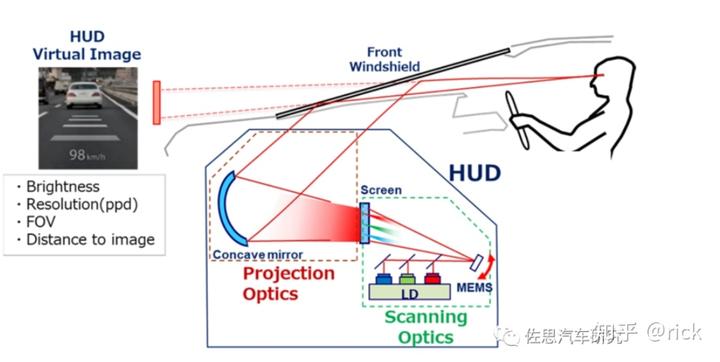 HUD
Virtual Image
Front
Windshield
98 km/h
· Brightness
· Resolution(ppd)
· FOV
· Distance to image
HUD
Screen
Concave mirror
Projection
Optics
LD
MEMS
Scanning
Optics
佐思汽车研究
知乎 @rick